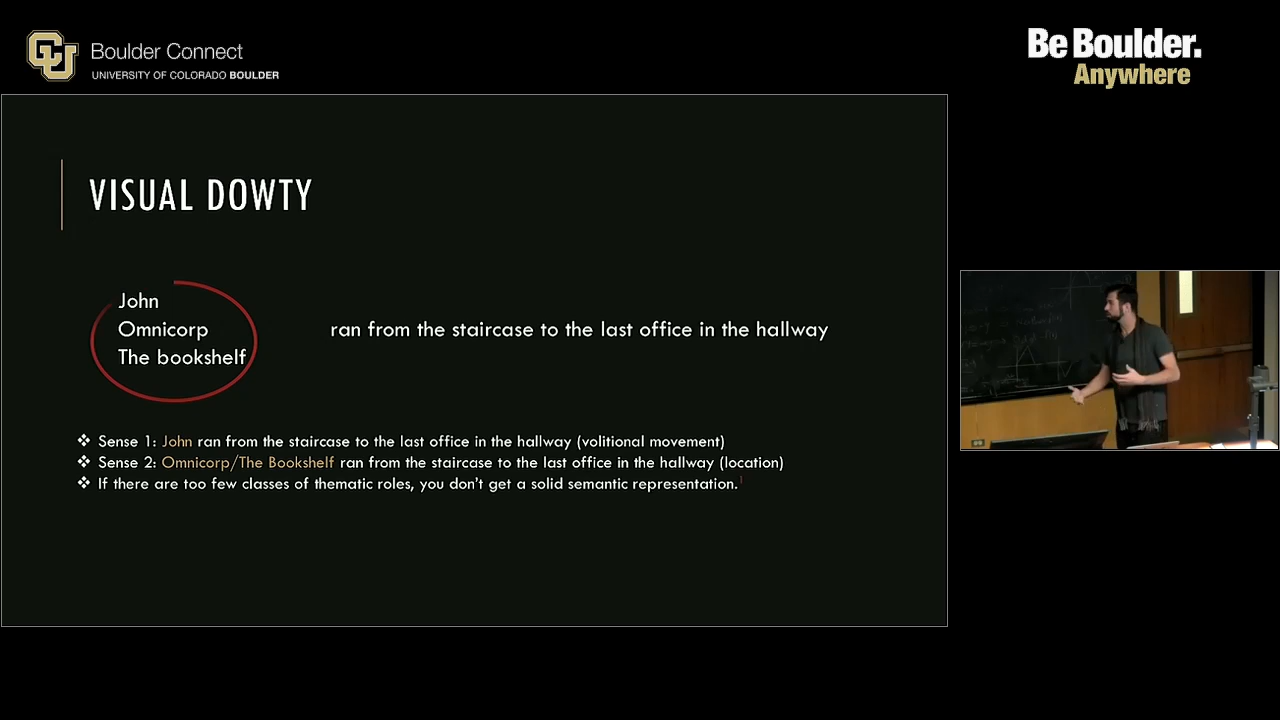 Boulder Connect
UNIVERSITY OF COLORADO BOULDER
Be Boulder.
Anywhere
VISUAL DOWTY
John
Omnicorp
The bookshelf
ran from the staircase to the last office in the hallway
❖ Sense 1: John ran from the staircase to the last office in the hallway (volitional movement)
❖ Sense 2: Omnicorp/The Bookshelf ran from the staircase to the last office in the hallway (location)
❖ If there are too few classes of thematic roles, you don't get a solid semantic representation.